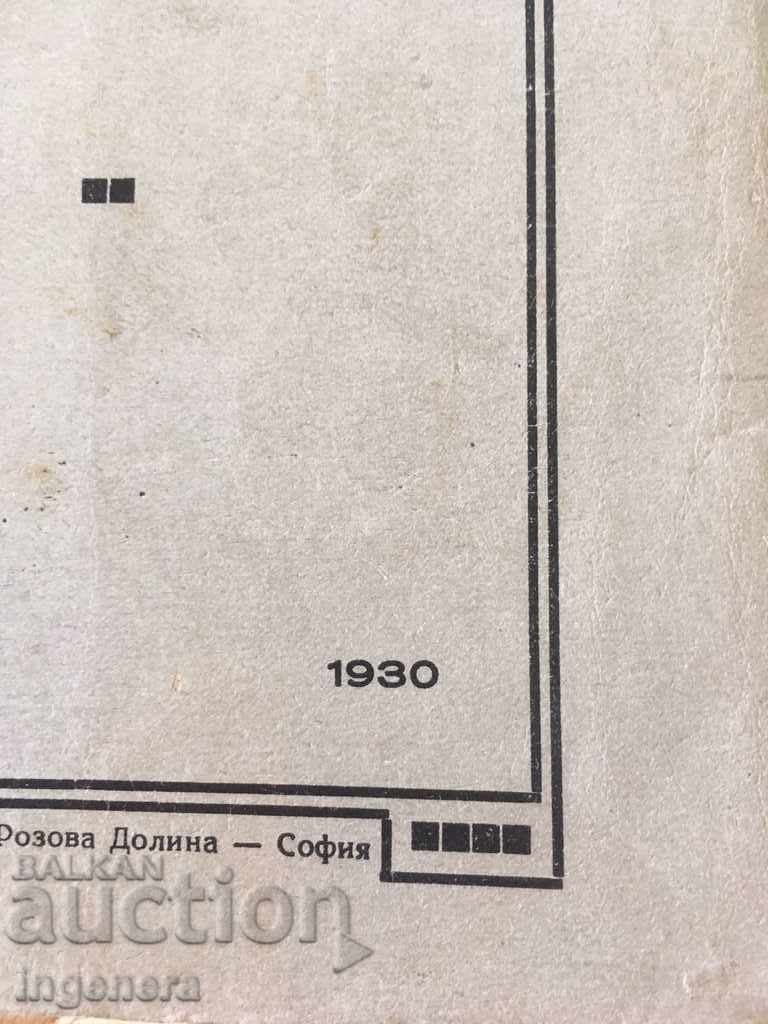 1930
Розова Долина — София
BALKAN
auction
ingenera